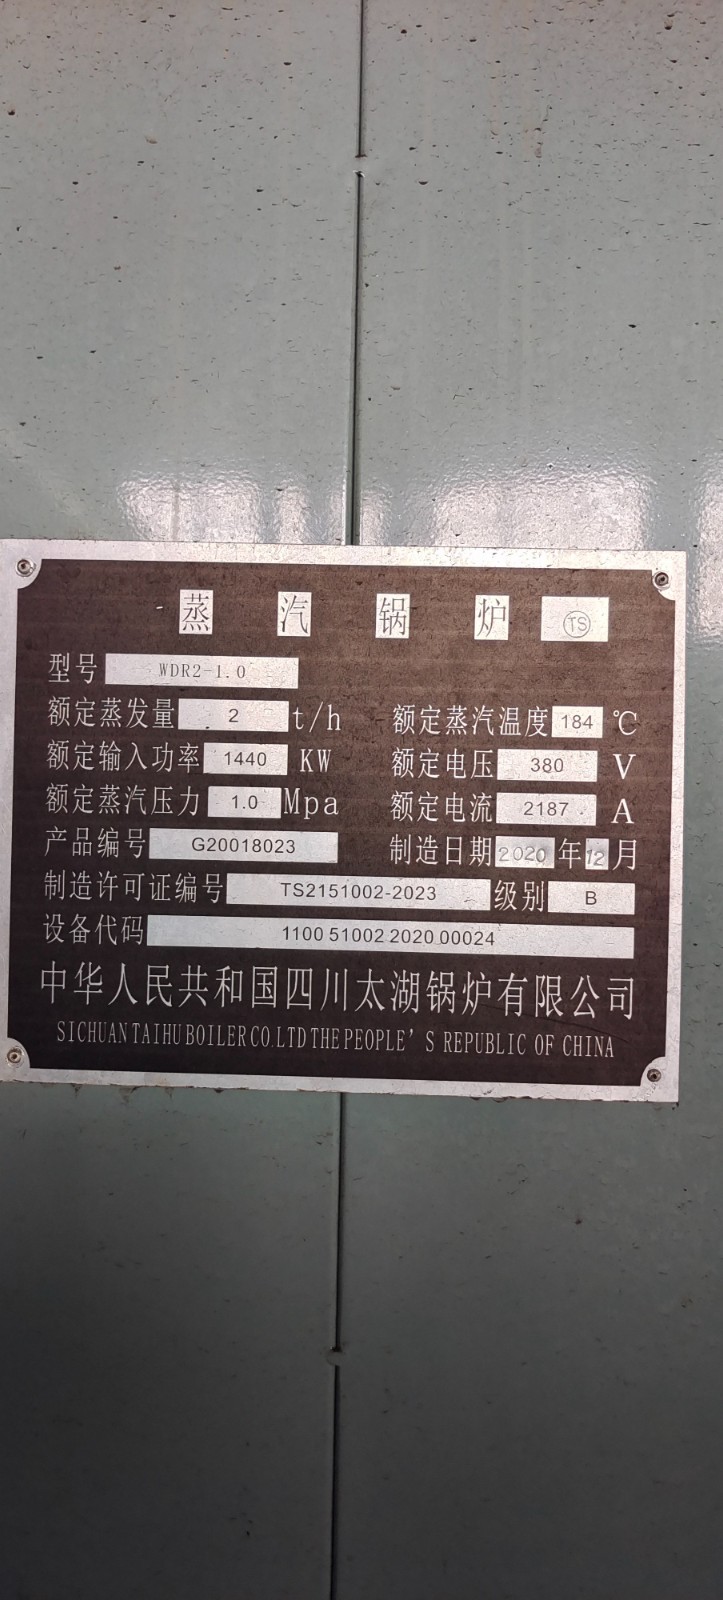 蒸汽锅炉 TS
型号 WDR2-1.0
额定蒸发量 2 t/h 额定蒸汽温度 184 ℃
额定输入功率 1440 KW 额定电压 380 V
额定蒸汽压力 1.0 Mpa 额定电流 2187 A
产品编号 G20018023 制造日期 2020 年 12 月
制造许可证编号 TS2151002-2023 级别 B
设备代码 1100 51002 2020 00024
中华人民共和国四川太湖锅炉有限公司
SICHUAN TAIHU BOILER CO.LTD THE PEOPLE'S REPUBLIC OF CHINA